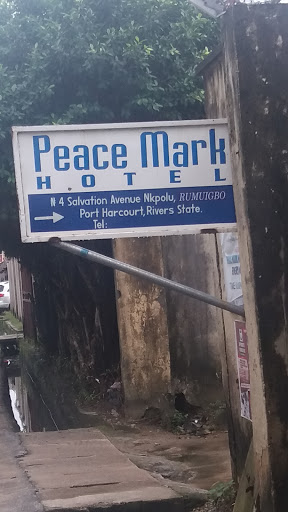 Peace Mark
HOTEL
# 4 Salvation Avenue Nkpolu, RUMUIGBO
Port Harcourt, Rivers State.
Tel: